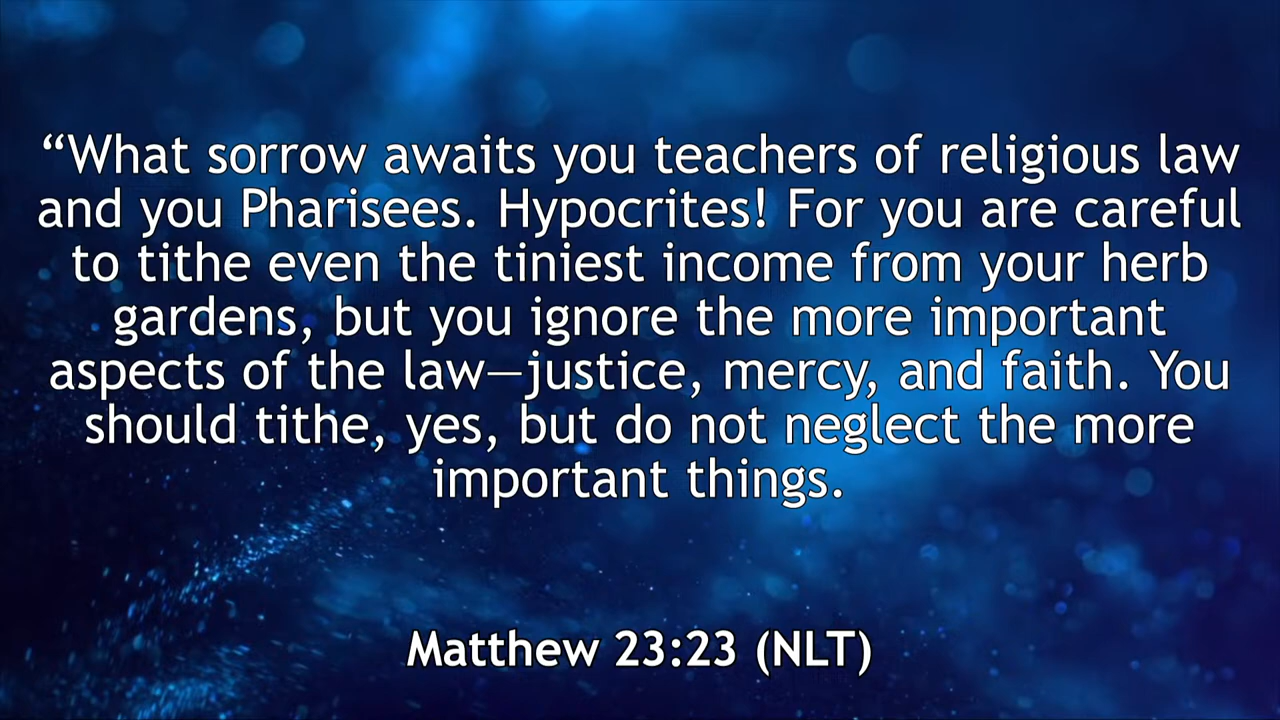 “What sorrow awaits you teachers of religious law
and you Pharisees. Hypocrites! For you are careful
to tithe even the tiniest income from your herb
gardens, but you ignore the more important
aspects of the law—justice, mercy, and faith. You
should tithe, yes, but do not neglect the more
important things.
Matthew 23:23 (NLT)